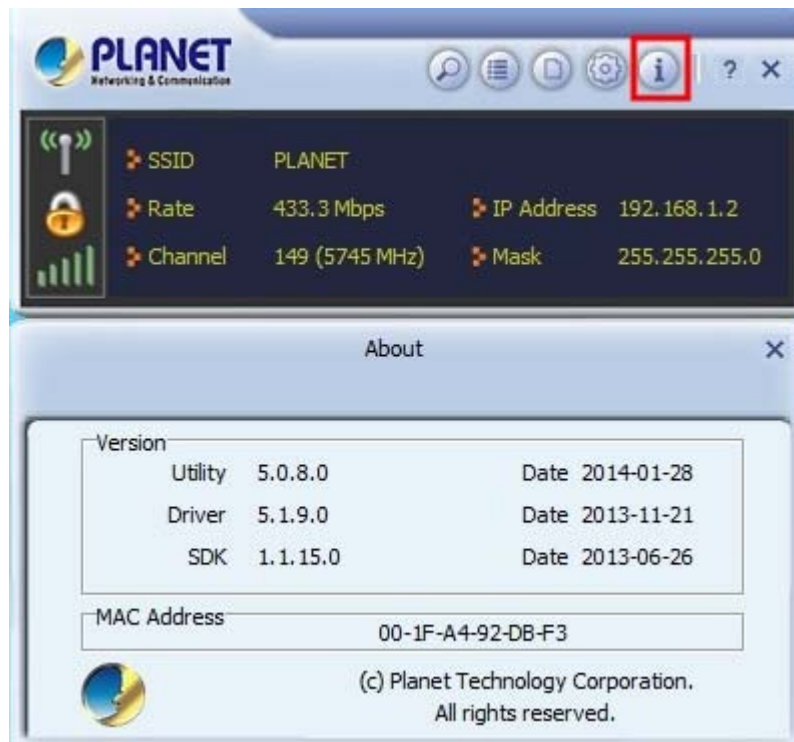 PLANET
Networking & Communication
i ? ×
SSID PLANET
Rate 433.3 Mbps IP Address 192.168.1.2
Channel 149 (5745 MHz) Mask 255.255.255.0
About ×
Version
Utility 5.0.8.0 Date 2014-01-28
Driver 5.1.9.0 Date 2013-11-21
SDK 1.1.15.0 Date 2013-06-26
MAC Address
00-1F-A4-92-DB-F3
(c) Planet Technology Corporation.
All rights reserved.